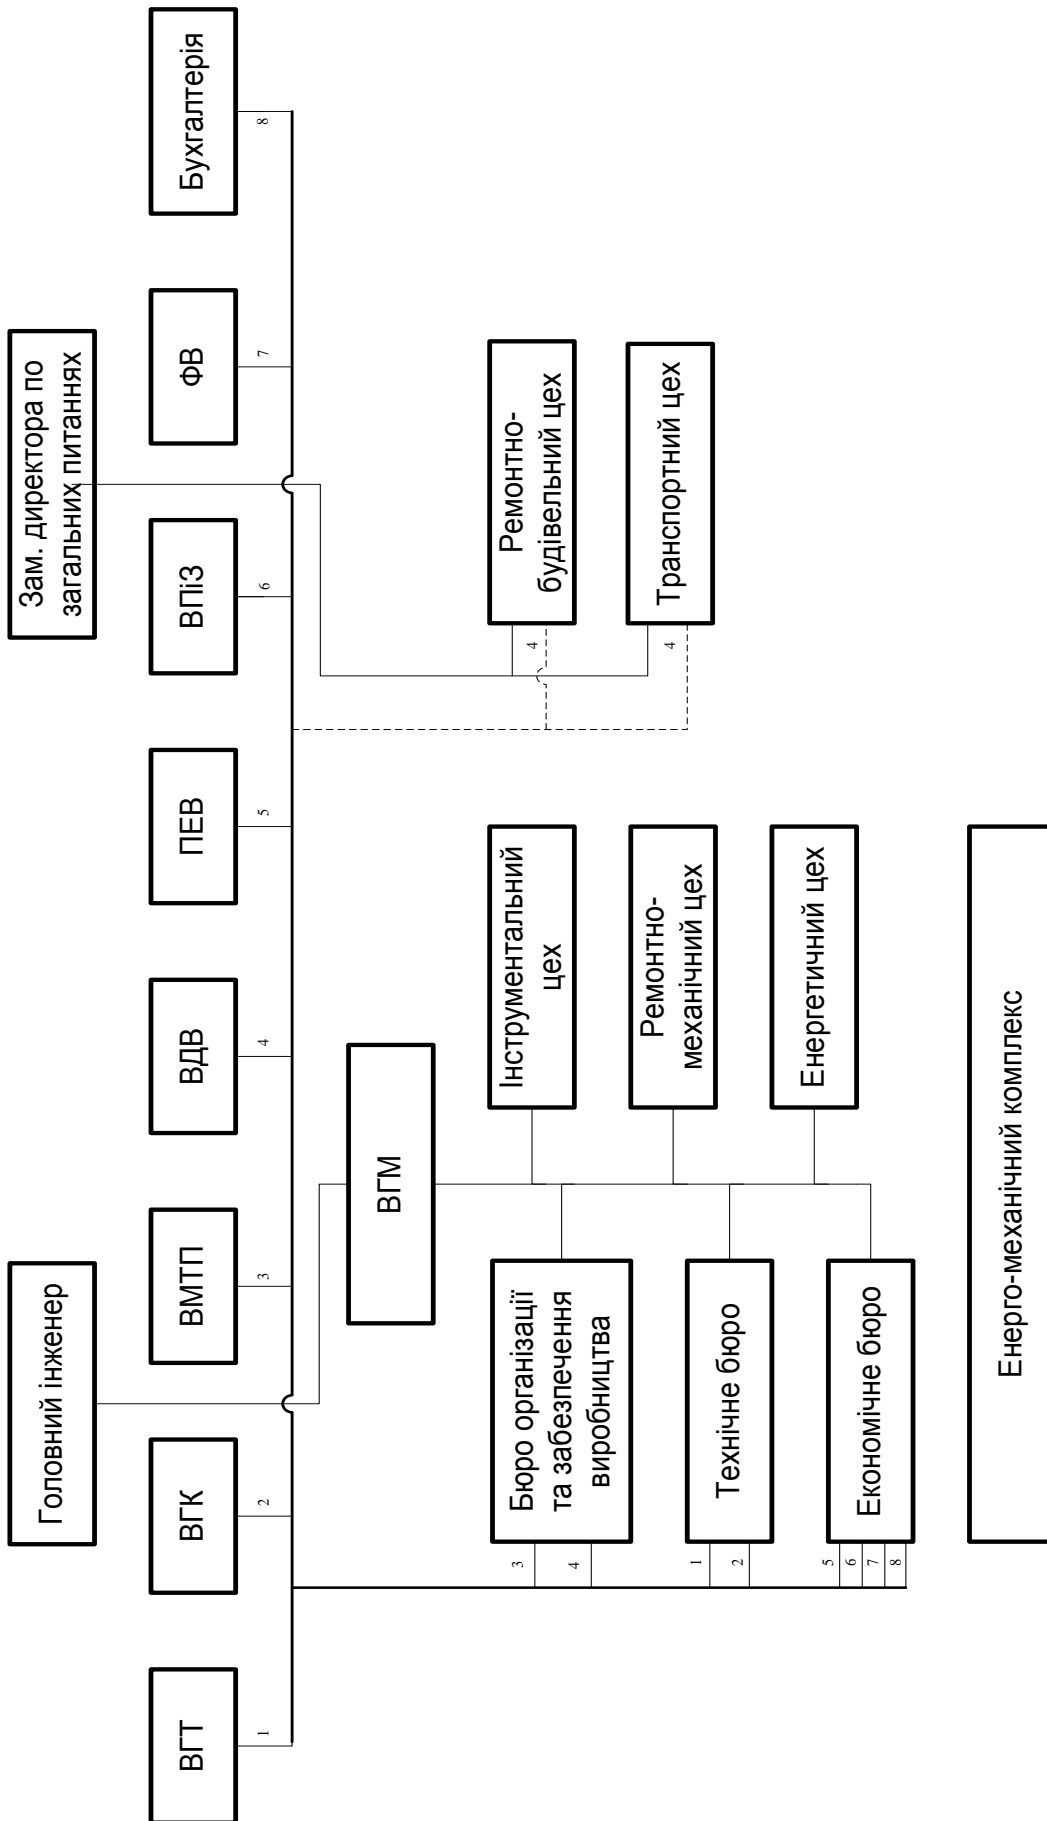 Головний інженер
Зам. директора по
загальних питаннях
ВГТ
ВГК
ВМТП
ВДВ
ПЕВ
ВПіЗ
ФВ
Бухгалтерія
1
2
3
4
5
6
7
8
ВГМ
Бюро організації
та забезпечення
виробництва
3
4
Інструментальний
цех
Ремонтно-
будівельний цех
4
Технічне бюро
1
2
Ремонтно-
механічний цех
Транспортний цех
4
Економічне бюро
5
6
7
8
Енергетичний цех
Енерго-механічний комплекс